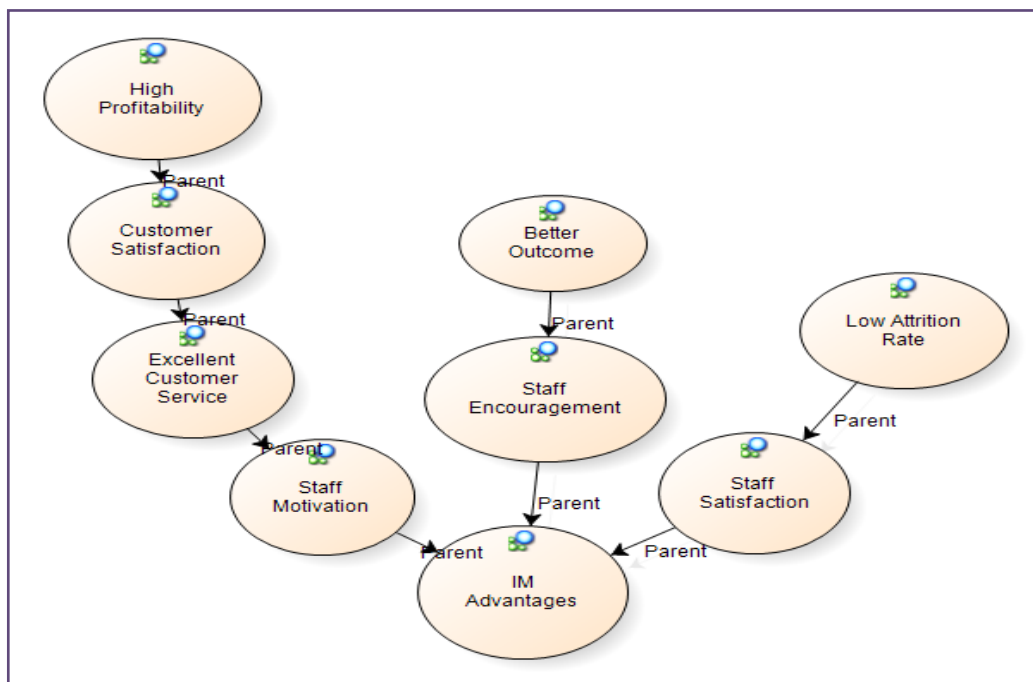 High
Profitability
Parent
Customer
Satisfaction
Parent
Excellent
Customer
Service
Parent
Staff
Motivation
Parent
Better
Outcome
Parent
Staff
Encouragement
Parent
Low Attrition
Rate
Parent
Staff
Satisfaction
Parent
IM
Advantages